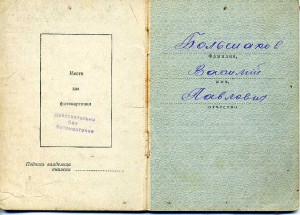 Место
для
фотокарточки
Действительно
без
фотокарточки
Подпись владельца
книжки
Большаков
Фамилия,
Василий
имя,
Павлович
отчество